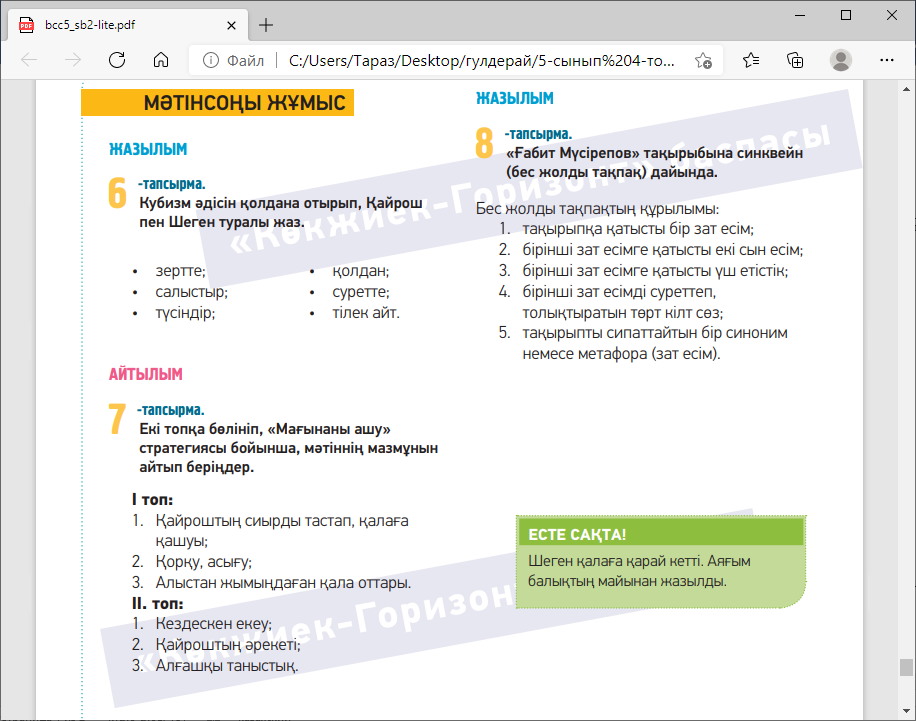 bcc5_sb2-lite.pdf
Файл
C:/Users/Тараз/Desktop/гулдерай/5-сынып%204-то...
МӘТІНСОҢЫ ЖҰМЫС
ЖАЗЫЛЫМ
6 -тапсырма.
Кубизм әдісін қолдана отырып, Қайрош
пен Шеген туралы жаз.
• зертте;
• салыстыр;
• түсіндір;
• қолдан;
• суретте;
• тілек айт.
АЙТЫЛЫМ
7 -тапсырма.
Екі топқа бөлініп, «Мағынаны ашу»
стратегиясы бойынша, мәтіннің мазмұнын
айтып беріңдер.
I топ:
1. Қайроштың сиырды тастап, қалаға
қашуы;
2. Қорқу, асығу;
3. Алыстан жымыңдаған қала оттары.
II. топ:
1. Кездескен екеу;
2. Қайроштың әрекеті;
3. Алғашқы таныстық.
ЖАЗЫЛЫМ
8 -тапсырма.
«Ғабит Мүсірепов» тақырыбына синквейн
(бес жолды тақпақ) дайында.
Бес жолды тақпақтың құрылымы:
1. тақырыпқа қатысты бір зат есім;
2. бірінші зат есімге қатысты екі сын есім;
3. бірінші зат есімге қатысты үш етістік;
4. бірінші зат есімді суреттеп,
толықтыратын төрт кілт сөз;
5. тақырыпты сипаттайтын бір синоним
немесе метафора (зат есім).
ЕСТЕ САҚТА!
Шеген қалаға қарай кетті. Аяғым
балықтың майынан жазылды.
«Көкжиек-Горизонт» баспасы
«Көкжиек-Горизонт